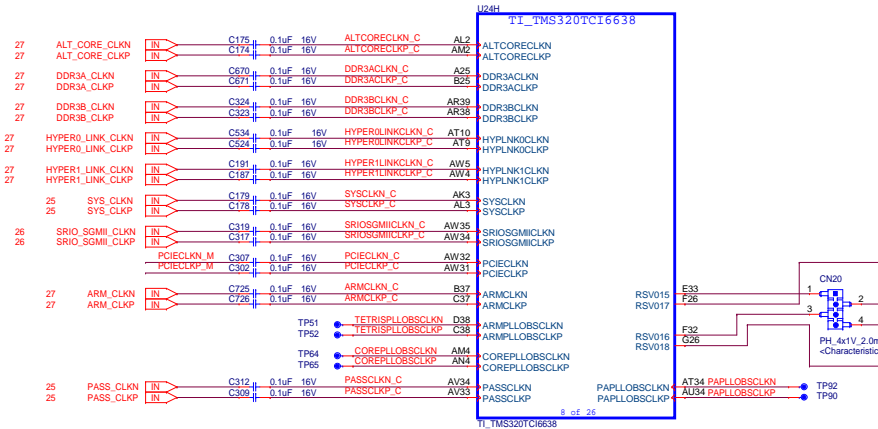 U24H
TI_TMS320TCI6638
27 ALT_CORE_CLKN IN C175 0.1uF 16V ALTCORECLKN_C AL2 ALTCORECLKN
27 ALT_CORE_CLKP IN C174 0.1uF 16V ALTCORECLKP_C AM2 ALTCORECLKP
27 DDR3A_CLKN IN C670 0.1uF 16V DDR3ACLKN_C A25 DDR3ACLKN
27 DDR3A_CLKP IN C671 0.1uF 16V DDR3ACLKP_C B25 DDR3ACLKP
27 DDR3B_CLKN IN C324 0.1uF 16V DDR3BCLKN_C AR39 DDR3BCLKN
27 DDR3B_CLKP IN C323 0.1uF 16V DDR3BCLKP_C AR38 DDR3BCLKP
27 HYPER0_LINK_CLKN IN C534 0.1uF 16V HYPER0LINKCLKN_C AT10 HYPLNK0CLKN
27 HYPER0_LINK_CLKP IN C524 0.1uF 16V HYPER0LINKCLKP_C AT9 HYPLNK0CLKP
27 HYPER1_LINK_CLKN IN C191 0.1uF 16V HYPER1LINKCLKN_C AW5 HYPLNK1CLKN
27 HYPER1_LINK_CLKP IN C187 0.1uF 16V HYPER1LINKCLKP_C AW4 HYPLNK1CLKP
25 SYS_CLKN IN C179 0.1uF 16V SYSCLKN_C AK3 SYSCLKN
25 SYS_CLKP IN C178 0.1uF 16V SYSCLKP_C AL3 SYSCLKP
26 SRIO_SGMII_CLKN IN C319 0.1uF 16V SRIOSGMIICLKN_C AW35 SRIOSGMIICLKN
26 SRIO_SGMII_CLKP IN C317 0.1uF 16V SRIOSGMIICLKP_C AW34 SRIOSGMIICLKP
PCIECLKN_M C307 0.1uF 16V PCIECLKN_C AW32 PCIECLKN
PCIECLKP_M C302 0.1uF 16V PCIECLKP_C AW31 PCIECLKP
CN20
27 ARM_CLKN IN C725 0.1uF 16V ARMCLKN_C B37 ARMCLKN RSV015 E33 1
27 ARM_CLKP IN C726 0.1uF 16V ARMCLKP_C C37 ARMCLKP RSV017 F26 2
3
TP51 TETRISPLLOBSCLKN D38 ARMPLLOBSCLKN 4
TP52 TETRISPLLOBSCLKP C38 ARMPLLOBSCLKP RSV016 F32
RSV018 G26
PH_4x1V_2.0m
<Characteristic
TP64 COREPLLOBSCLKN AM4 COREPLLOBSCLKN
TP65 COREPLLOBSCLKP AN4 COREPLLOBSCLKP
25 PASS_CLKN IN C312 0.1uF 16V PASSCLKN_C AV34 PASSCLKN PAPLLOBSCLKN AT34 PAPLLOBSCLKN TP92
25 PASS_CLKP IN C309 0.1uF 16V PASSCLKP_C AV33 PASSCLKP PAPLLOBSCLKP AU34 PAPLLOBSCLKP TP90
8 of 26
TI_TMS320TCI6638